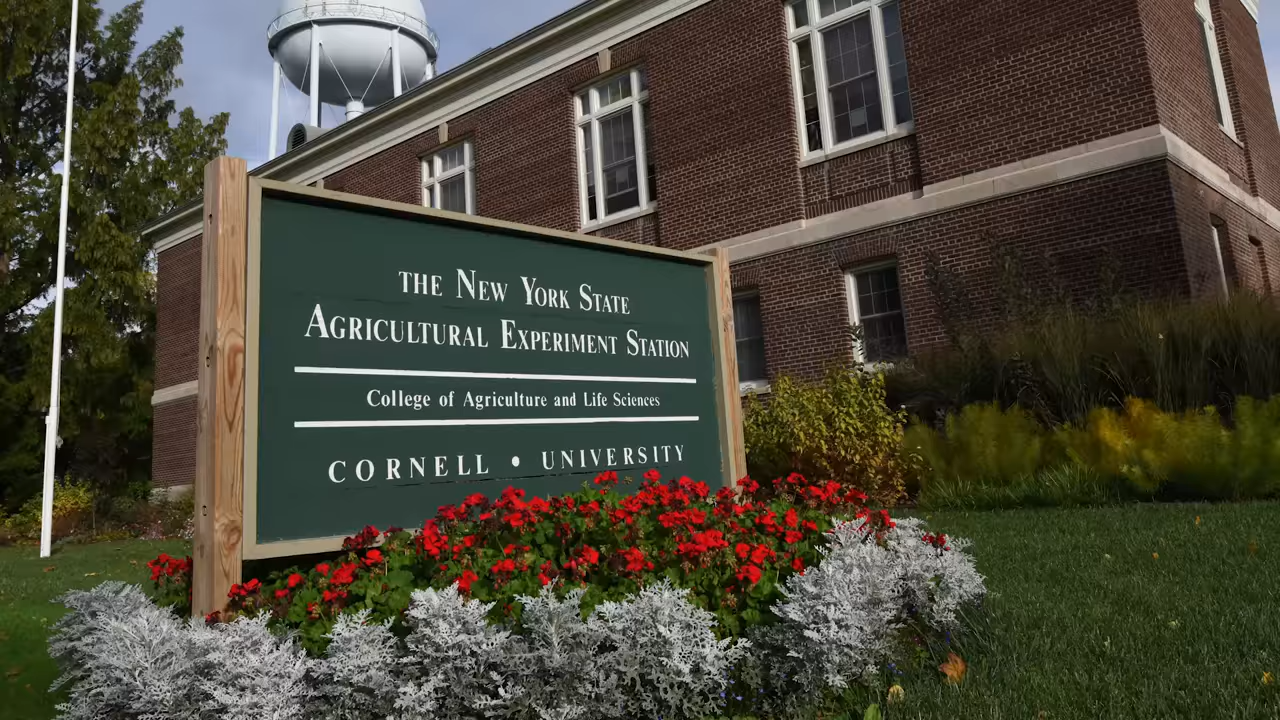 THE NEW YORK STATE
AGRICULTURAL EXPERIMENT STATION
College of Agriculture and Life Sciences
CORNELL • UNIVERSITY